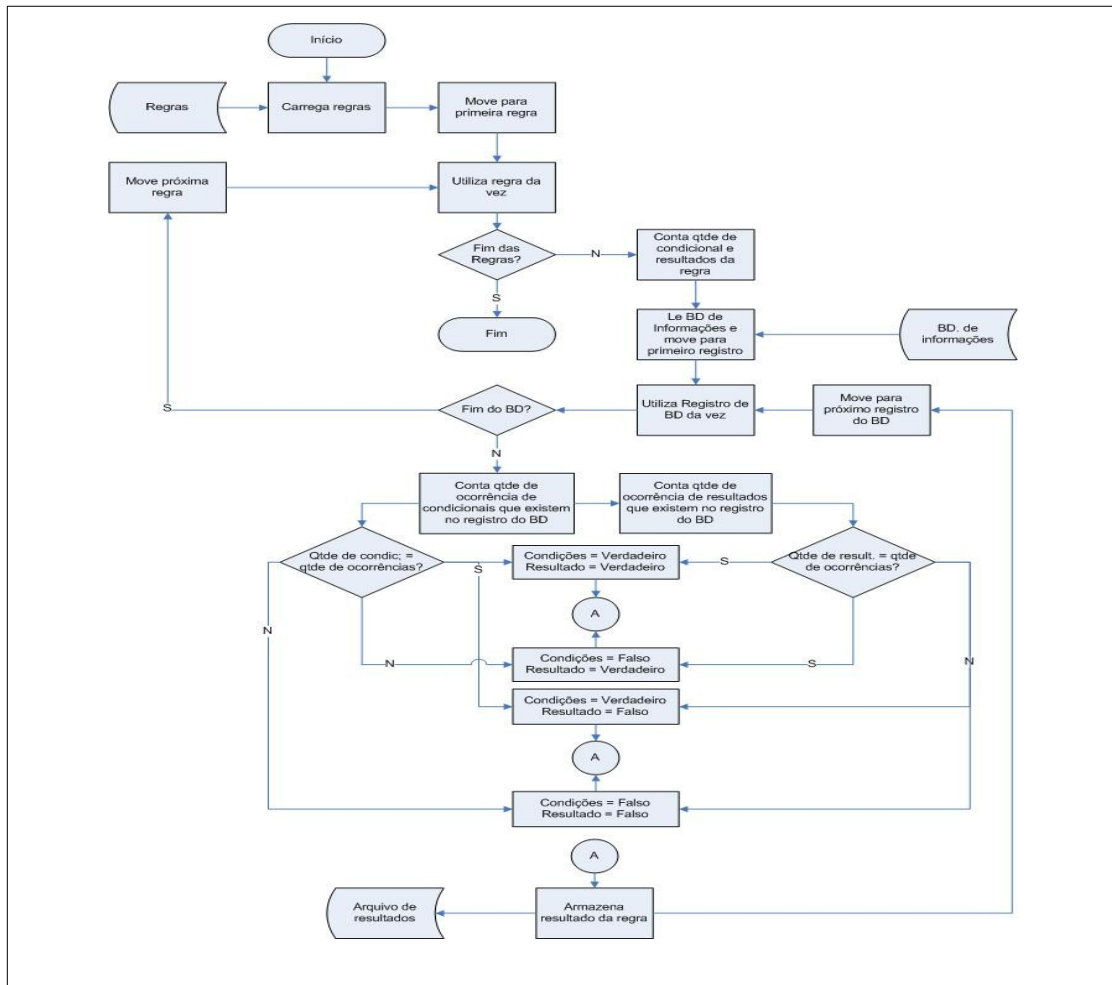 Início
Regras
Carrega regras
Move para
primeira regra
Move próxima
regra
Utiliza regra da
vez
Fim das
Regras?
N
Conta qtde de
condicional e
resultados da
regra
S
Fim
Le BD de
Informações e
move para
primeiro registro
BD. de
informações
S
Fim do BD?
Utiliza Registro de
BD da vez
Move para
próximo registro
do BD
N
Conta qtde de
ocorrência de
condicionais que existem
no registro do BD
Conta qtde de
ocorrência de resultados
que existem no registro
do BD
Qtde de condic; =
qtde de ocorrências?
S
Condições = Verdadeiro
Resultado = Verdadeiro
S
Qtde de result. = qtde
de ocorrências?
A
N
N
Condições = Falso
Resultado = Verdadeiro
S
N
Condições = Verdadeiro
Resultado = Falso
A
Condições = Falso
Resultado = Falso
A
Arquivo de
resultados
Armazena
resultado da regra